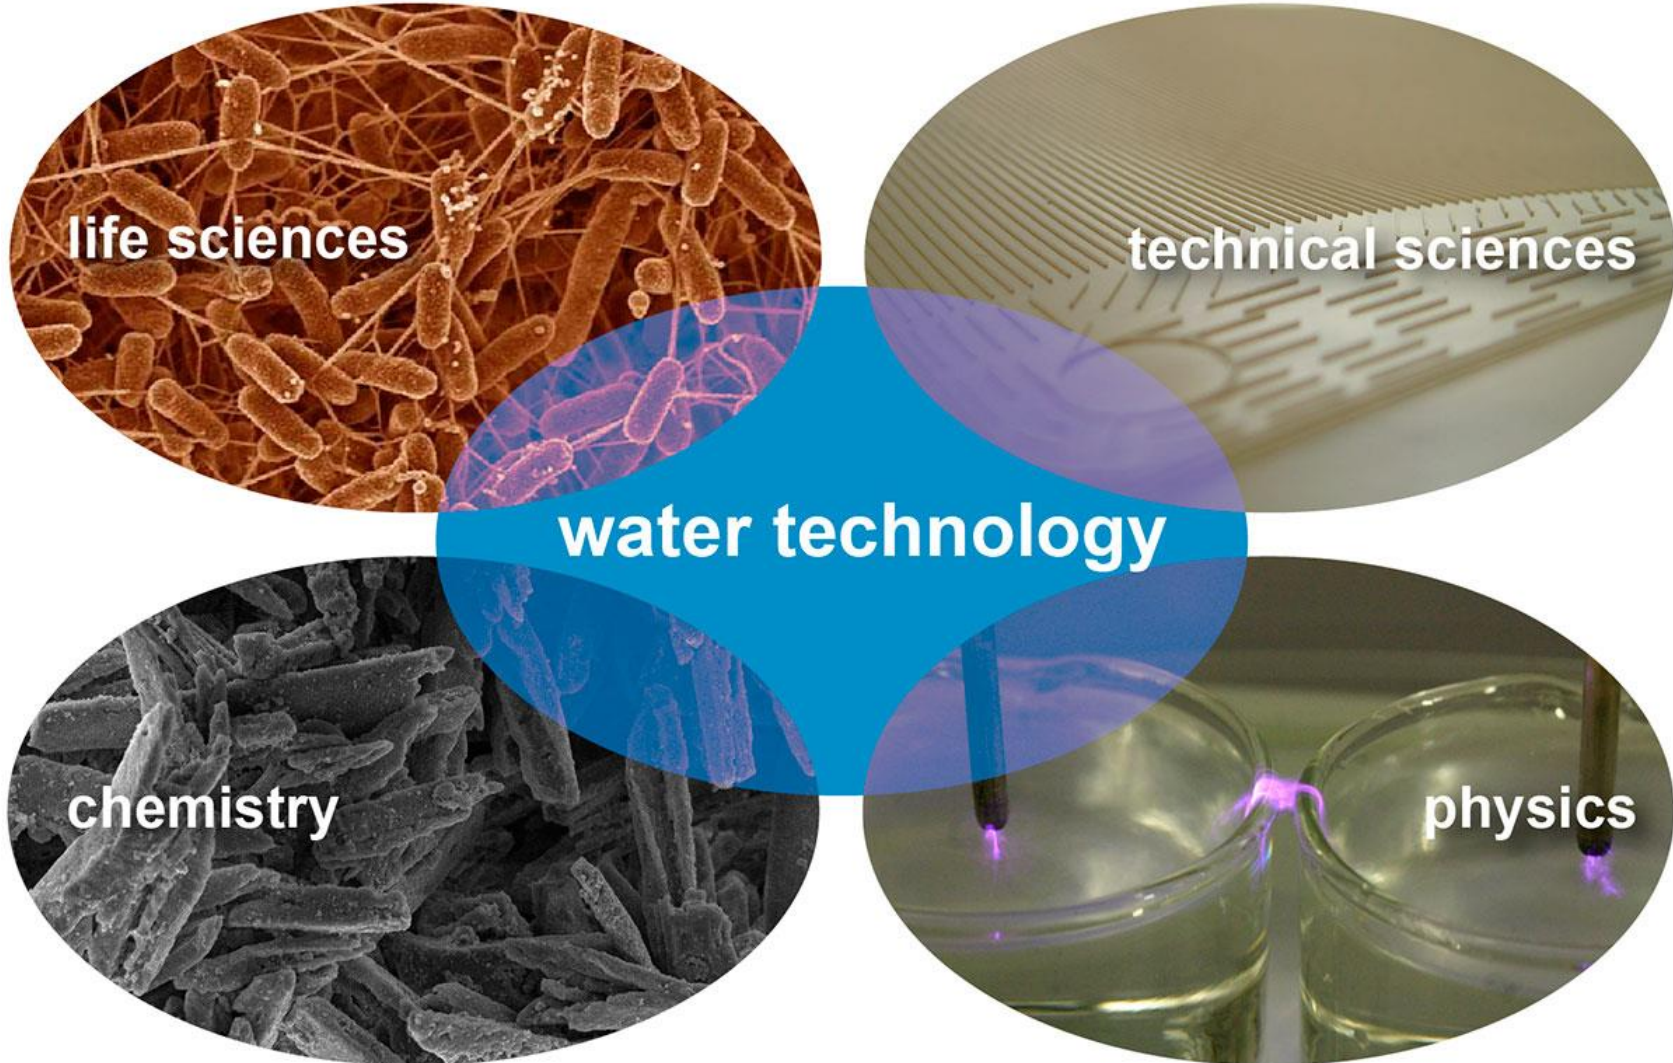 life sciences
technical sciences
water technology
chemistry
physics